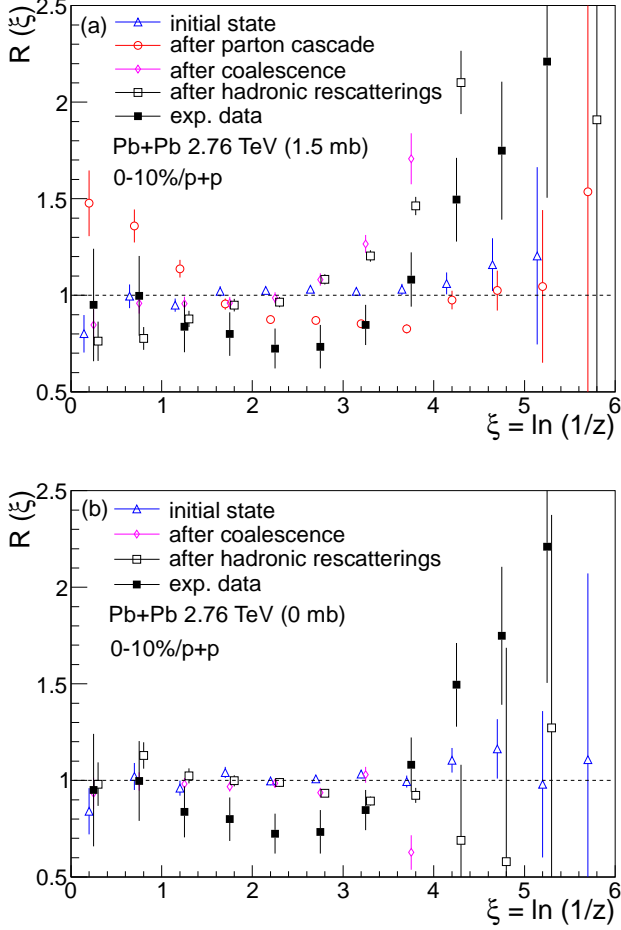 (a)
initial state
after parton cascade
after coalescence
after hadronic rescatterings
exp. data
Pb+Pb 2.76 TeV (1.5 mb)
0-10%/p+p
R (ξ)
2.5
2
1.5
1
0.5
0 1 2 3 4 5 6
ξ = ln (1/z)
(b)
initial state
after coalescence
after hadronic rescatterings
exp. data
Pb+Pb 2.76 TeV (0 mb)
0-10%/p+p
R (ξ)
2.5
2
1.5
1
0.5
0 1 2 3 4 5 6
ξ = ln (1/z)